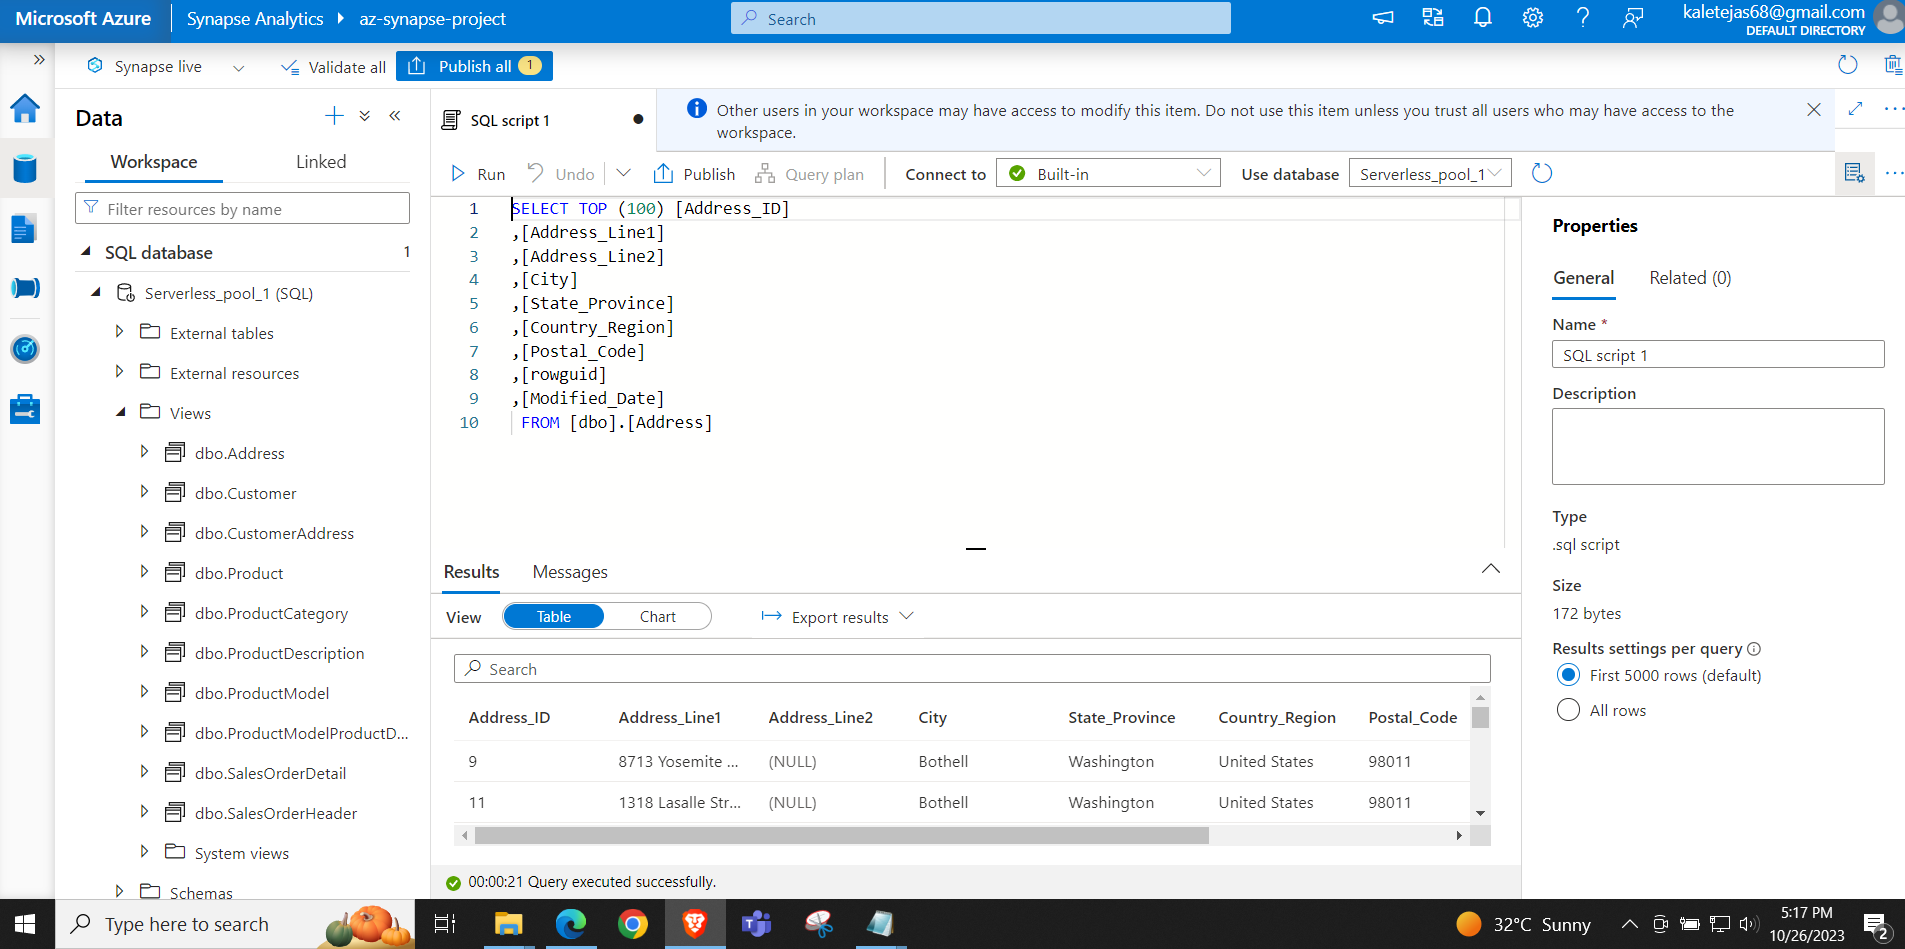 Microsoft Azure
Synapse Analytics
az-synapse-project
Search
kaletejas68@gmail.com
DEFAULT DIRECTORY
Synapse live
Validate all
Publish all 1
Data
Workspace
Linked
Filter resources by name
SQL database 1
Serverless_pool_1 (SQL)
External tables
External resources
Views
dbo.Address
dbo.Customer
dbo.CustomerAddress
dbo.Product
dbo.ProductCategory
dbo.ProductDescription
dbo.ProductModel
dbo.ProductModelProductD...
dbo.SalesOrderDetail
dbo.SalesOrderHeader
System views
Schemas
SQL script 1
Other users in your workspace may have access to modify this item. Do not use this item unless you trust all users who may have access to the
workspace.
Run
Undo
Publish
Query plan
Connect to
Built-in
Use database
Serverless_pool_1
1 SELECT TOP (100) [Address_ID]
2 ,[Address_Line1]
3 ,[Address_Line2]
4 ,[City]
5 ,[State_Province]
6 ,[Country_Region]
7 ,[Postal_Code]
8 ,[rowguid]
9 ,[Modified_Date]
10 FROM [dbo].[Address]
Results
Messages
View
Table
Chart
Export results
Search
Address_ID Address_Line1 Address_Line2 City State_Province Country_Region Postal_Code
9 8713 Yosemite ... (NULL) Bothell Washington United States 98011
11 1318 Lasalle Str... (NULL) Bothell Washington United States 98011
00:00:21 Query executed successfully.
Properties
General
Related (0)
Name *
SQL script 1
Description
Type
.sql script
Size
172 bytes
Results settings per query
First 5000 rows (default)
All rows
Type here to search
32°C Sunny
5:17 PM
10/26/2023
2